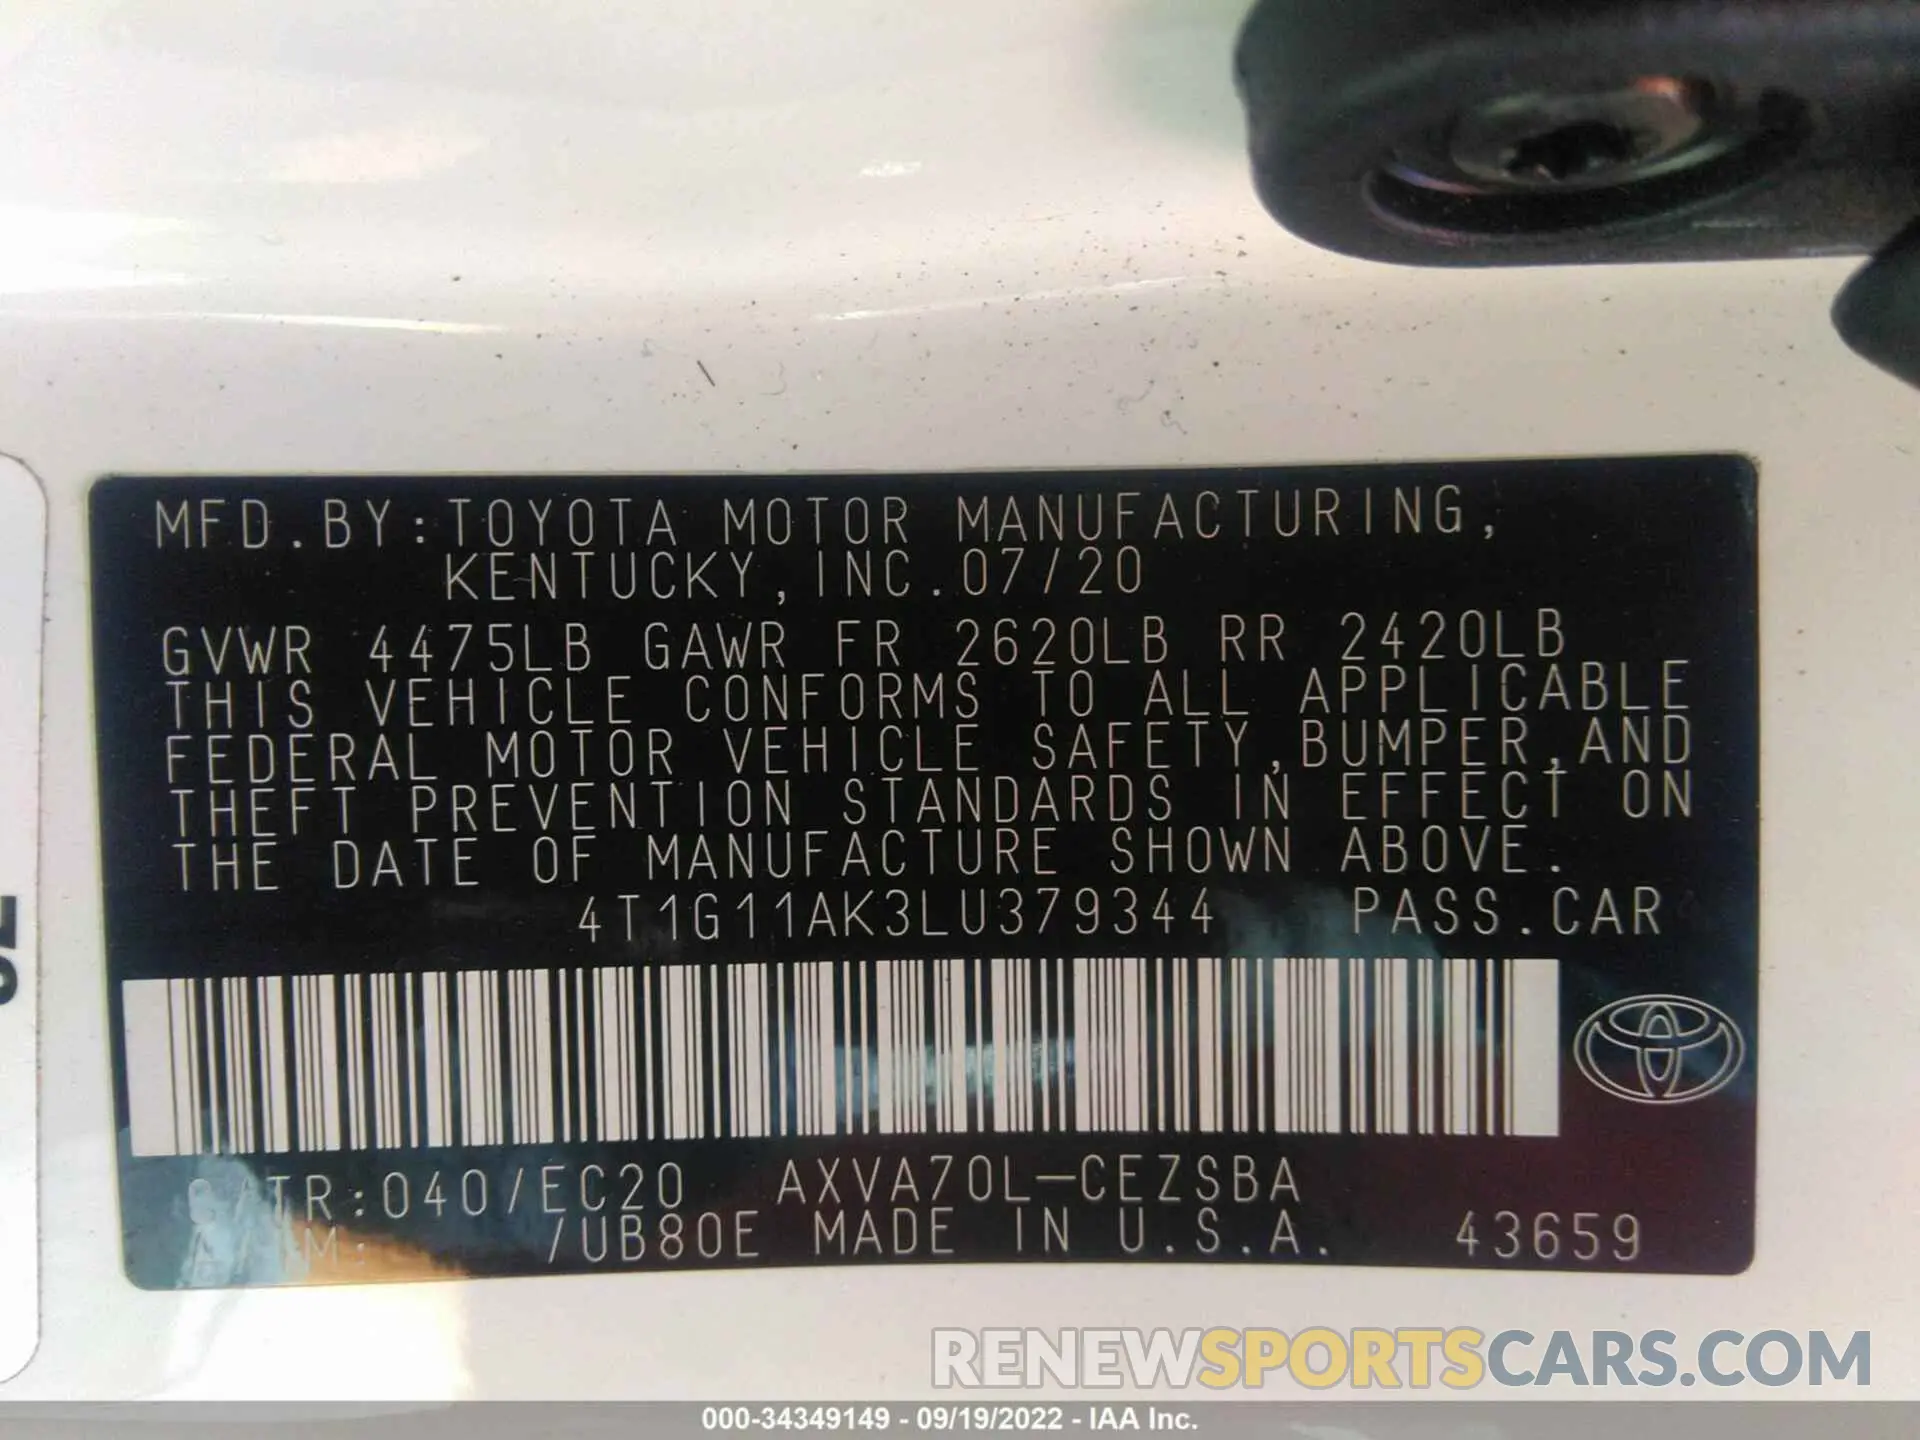 MFD.BY:TOYOTA MOTOR MANUFACTURING,
KENTUCKY,INC.07/20
GVWR 4475LB GAWR FR 2620LB RR 2420LB
THIS VEHICLE CONFORMS TO ALL APPLICABLE
FEDERAL MOTOR VEHICLE SAFETY,BUMPER,AND
THEFT PREVENTION STANDARDS IN EFFECT ON
THE DATE OF MANUFACTURE SHOWN ABOVE.
4T1G11AK3LU379344 PASS.CAR
C/TR:040/EC20 AXVA70L-CEZSBA
A/TM: /UB80E MADE IN U.S.A. 43659
RENEWSPORTSCARS.COM
000-34349149 - 09/19/2022 - IAA Inc.